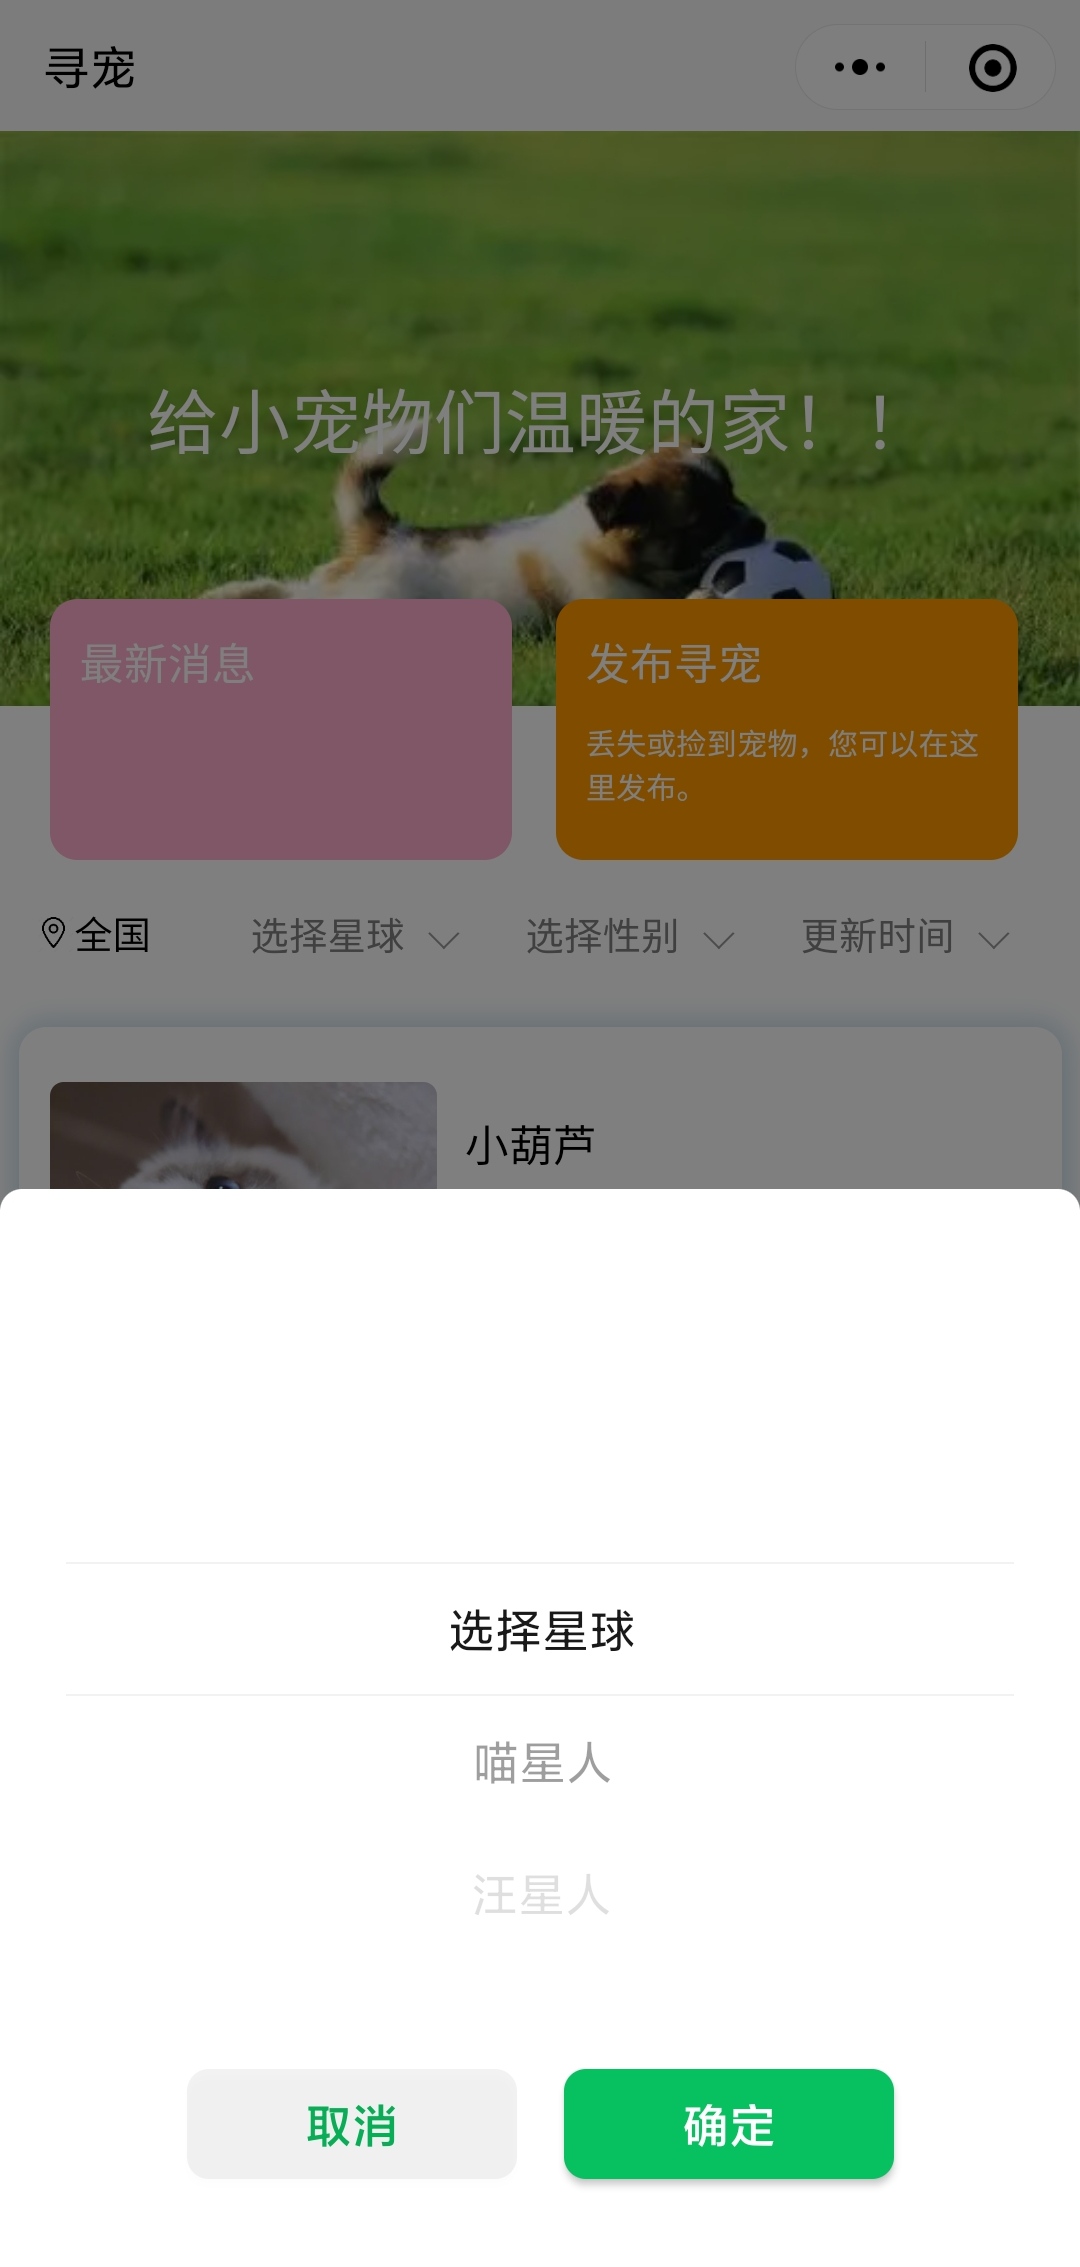 寻宠
给小宠物们温暖的家！！
最新消息
发布寻宠
丢失或捡到宠物，您可以在这
里发布。
全国 选择星球 选择性别 更新时间
小葫芦
选择星球
喵星人
汪星人
取消 确定